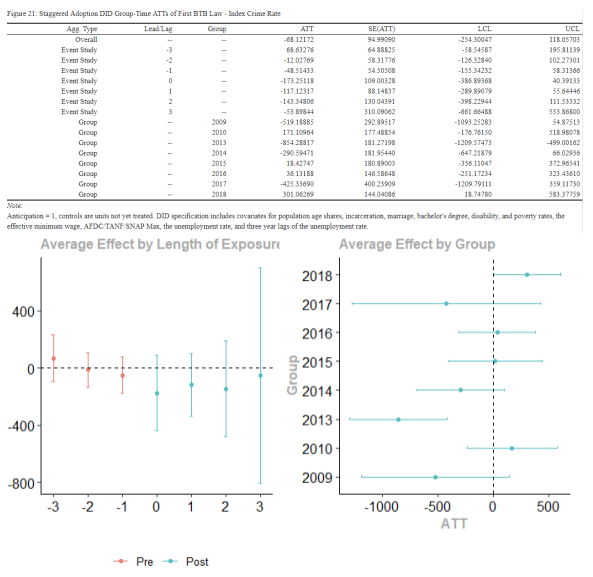 Figure 21: Staggered Adoption DID Group-Time ATTs of First BTB Law - Index Crime Rate
Agg. Type Lead/Lag Group ATT SE(ATT) LCL UCL
Overall -- -- -68.12172 94.99090 -254.30047 118.05703
Event Study -3 -- 68.63276 64.88825 -58.54587 195.81139
Event Study -2 -- -12.02769 58.31776 -126.32840 102.27301
Event Study -1 -- -48.51433 54.50508 -155.34232 58.31366
Event Study 0 -- -173.25118 109.00328 -386.89368 40.39133
Event Study 1 -- -117.12317 88.14837 -289.89079 55.64446
Event Study 2 -- -143.34806 130.04391 -398.22944 111.53332
Event Study 3 -- -53.89844 310.09062 -661.66488 553.86800
Group -- 2009 -519.18885 292.89517 -1093.25283 54.87513
Group -- 2010 171.10964 177.48854 -176.76150 518.98078
Group -- 2013 -854.28817 181.27198 -1209.57473 -499.00162
Group -- 2014 -290.59471 181.95440 -647.21879 66.02936
Group -- 2015 18.42747 180.89003 -336.11047 372.96541
Group -- 2016 36.13188 146.58648 -251.17234 323.43610
Group -- 2017 -425.33690 400.23909 -1209.79111 359.11730
Group -- 2018 301.06269 144.04086 18.74780 583.37759
Note:
Anticipation = 1, controls are units not yet treated. DID specification includes covariates for population age shares, incarceration, marriage, bachelor's degree, disability, and poverty rates, the
effective minimum wage, AFDC/TANF/SNAP Max, the unemployment rate, and three year lags of the unemployment rate.
Average Effect by Length of Exposure
400
0
-400
-800
-3 -2 -1 0 1 2 3
Pre Post
Average Effect by Group
Group
2018
2017
2016
2015
2014
2013
2010
2009
-1000 -500 0 500
ATT